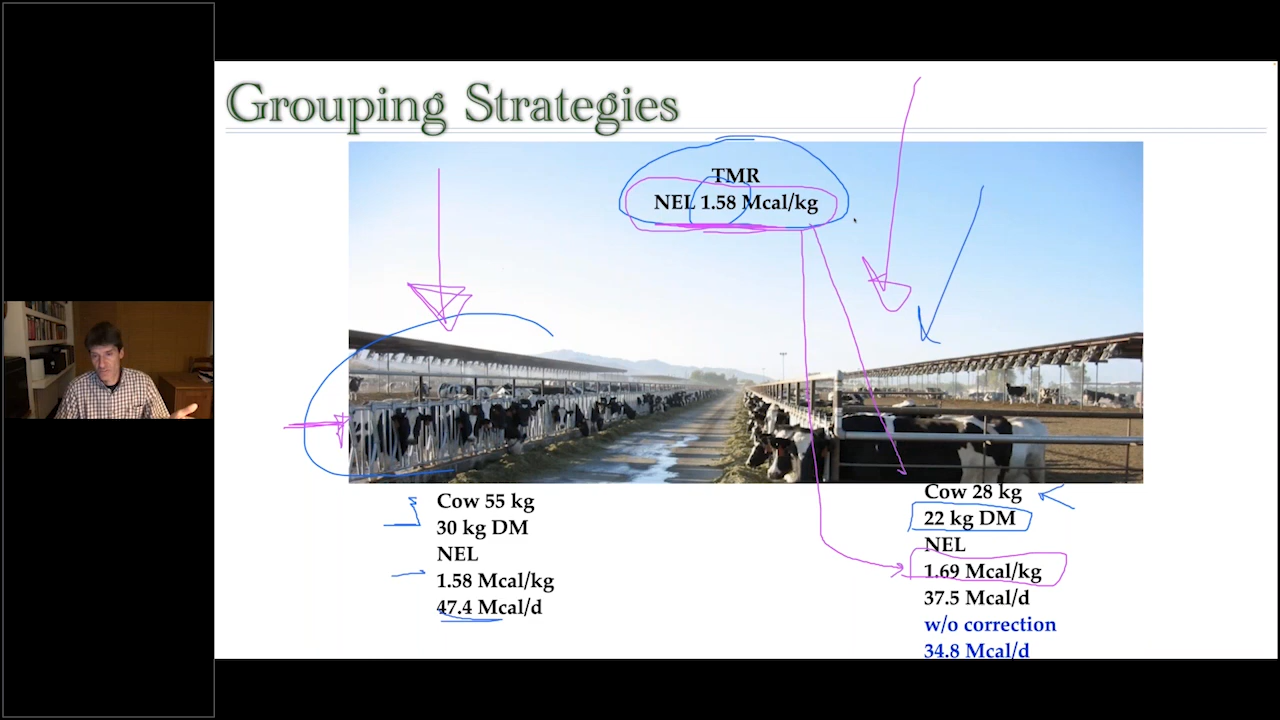 Grouping Strategies
TMR
NEL 1.58 Mcal/kg
Cow 55 kg
30 kg DM
NEL
1.58 Mcal/kg
47.4 Mcal/d
Cow 28 kg
22 kg DM
NEL
1.69 Mcal/kg
37.5 Mcal/d
w/o correction
34.8 Mcal/d